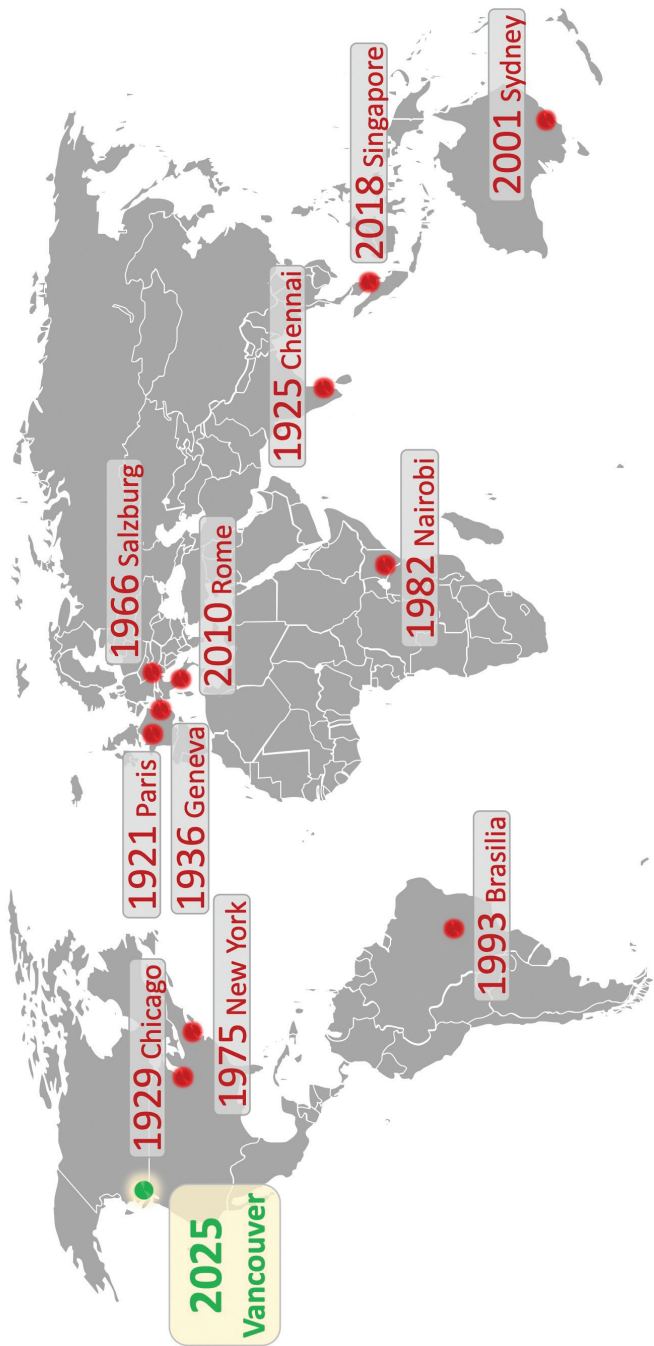 2025
Vancouver
1929 Chicago
1975 New York
1921 Paris
1936 Geneva
1966 Salzburg
2010 Rome
1925 Chennai
2018 Singapore
1982 Nairobi
1993 Brasilia
2001 Sydney